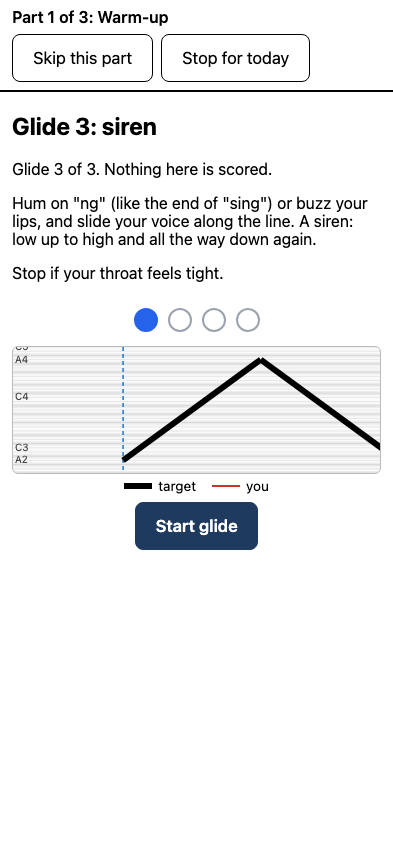 Part 1 of 3: Warm-up
Skip this part
Stop for today
Glide 3: siren
Glide 3 of 3. Nothing here is scored.
Hum on "ng" (like the end of "sing") or buzz your
lips, and slide your voice along the line. A siren:
low up to high and all the way down again.
Stop if your throat feels tight.
A4
C4
C3
A2
target
you
Start glide